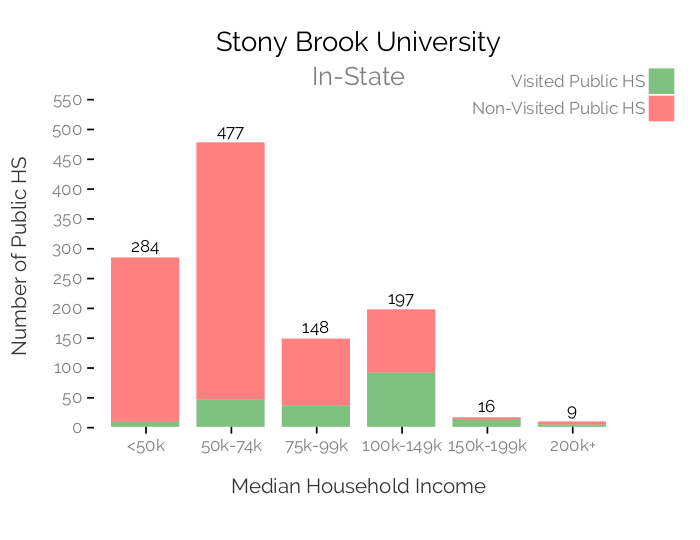 Stony Brook University
In-State
Visited Public HS
Non-Visited Public HS
Number of Public HS
550
500
450
400
350
300
250
200
150
100
50
0
284
477
148
197
16
9
<50k
50k-74k
75k-99k
100k-149k
150k-199k
200k+
Median Household Income